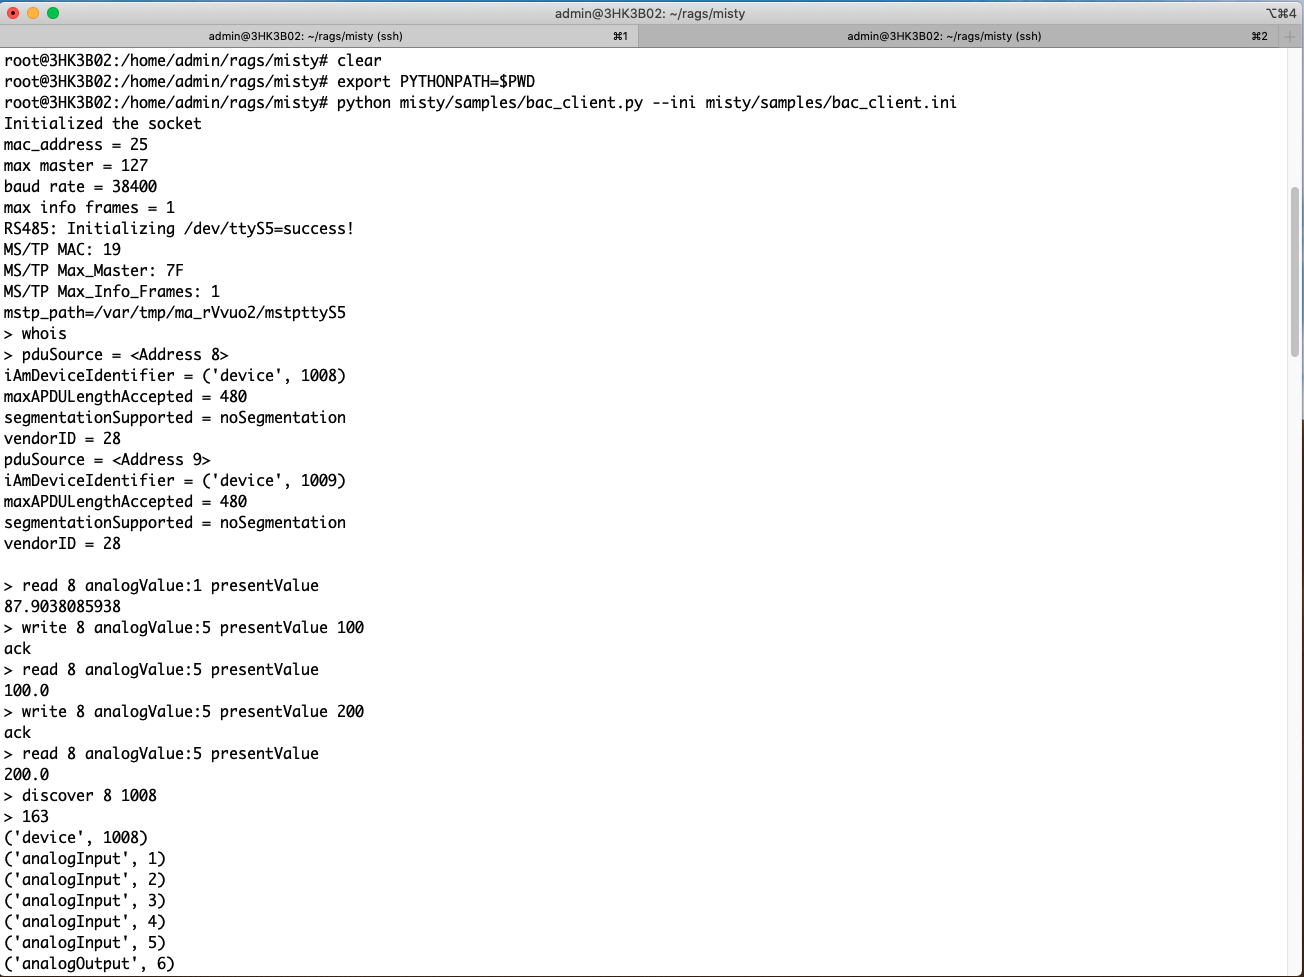 admin@3HK3B02: ~/rags/misty
⌥⌘4
admin@3HK3B02: ~/rags/misty (ssh)
⌘1
admin@3HK3B02: ~/rags/misty (ssh)
⌘2
+
root@3HK3B02:/home/admin/rags/misty# clear
root@3HK3B02:/home/admin/rags/misty# export PYTHONPATH=$PWD
root@3HK3B02:/home/admin/rags/misty# python misty/samples/bac_client.py --ini misty/samples/bac_client.ini
Initialized the socket
mac_address = 25
max master = 127
baud rate = 38400
max info frames = 1
RS485: Initializing /dev/ttyS5=success!
MS/TP MAC: 19
MS/TP Max_Master: 7F
MS/TP Max_Info_Frames: 1
mstp_path=/var/tmp/ma_rVvuo2/mstpttyS5
> whois
> pduSource = <Address 8>
iAmDeviceIdentifier = ('device', 1008)
maxAPDULengthAccepted = 480
segmentationSupported = noSegmentation
vendorID = 28
pduSource = <Address 9>
iAmDeviceIdentifier = ('device', 1009)
maxAPDULengthAccepted = 480
segmentationSupported = noSegmentation
vendorID = 28
> read 8 analogValue:1 presentValue
87.9038085938
> write 8 analogValue:5 presentValue 100
ack
> read 8 analogValue:5 presentValue
100.0
> write 8 analogValue:5 presentValue 200
ack
> read 8 analogValue:5 presentValue
200.0
> discover 8 1008
> 163
('device', 1008)
('analogInput', 1)
('analogInput', 2)
('analogInput', 3)
('analogInput', 4)
('analogInput', 5)
('analogOutput', 6)